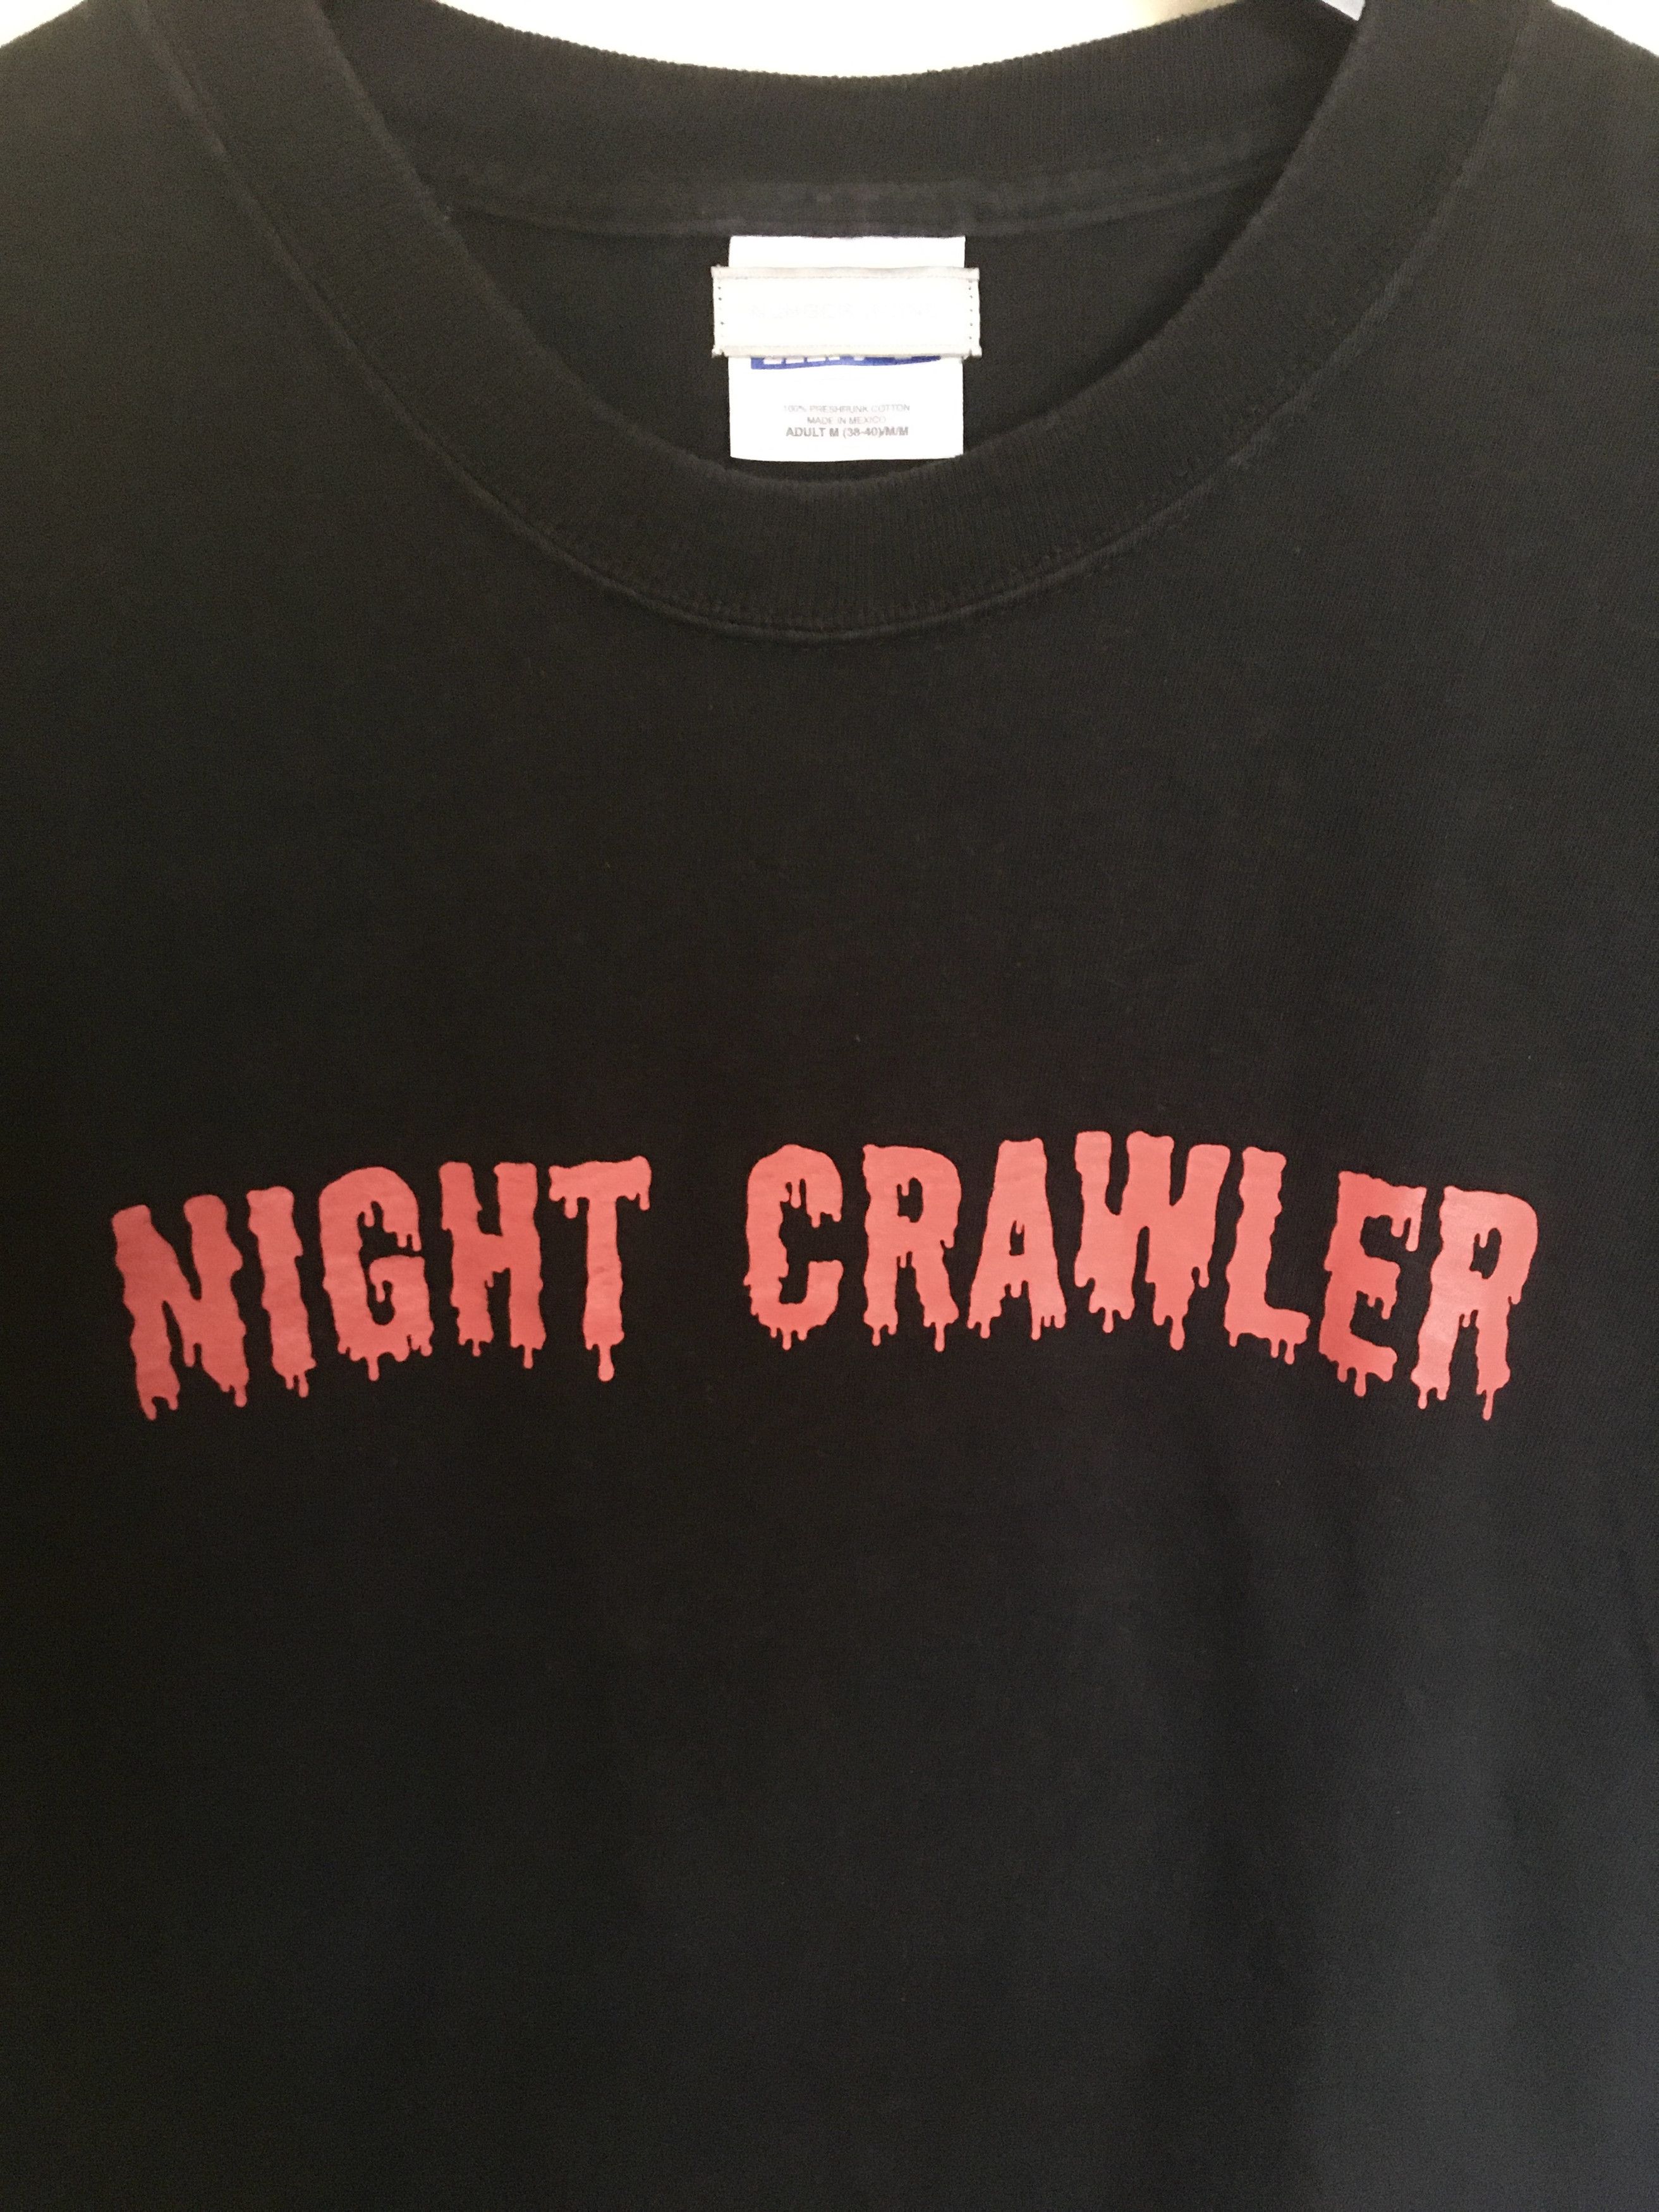 100% PRESHRUNK COTTON
MADE IN MEXICO
ADULT M (38-40)/M/M
NIGHT CRAWLER